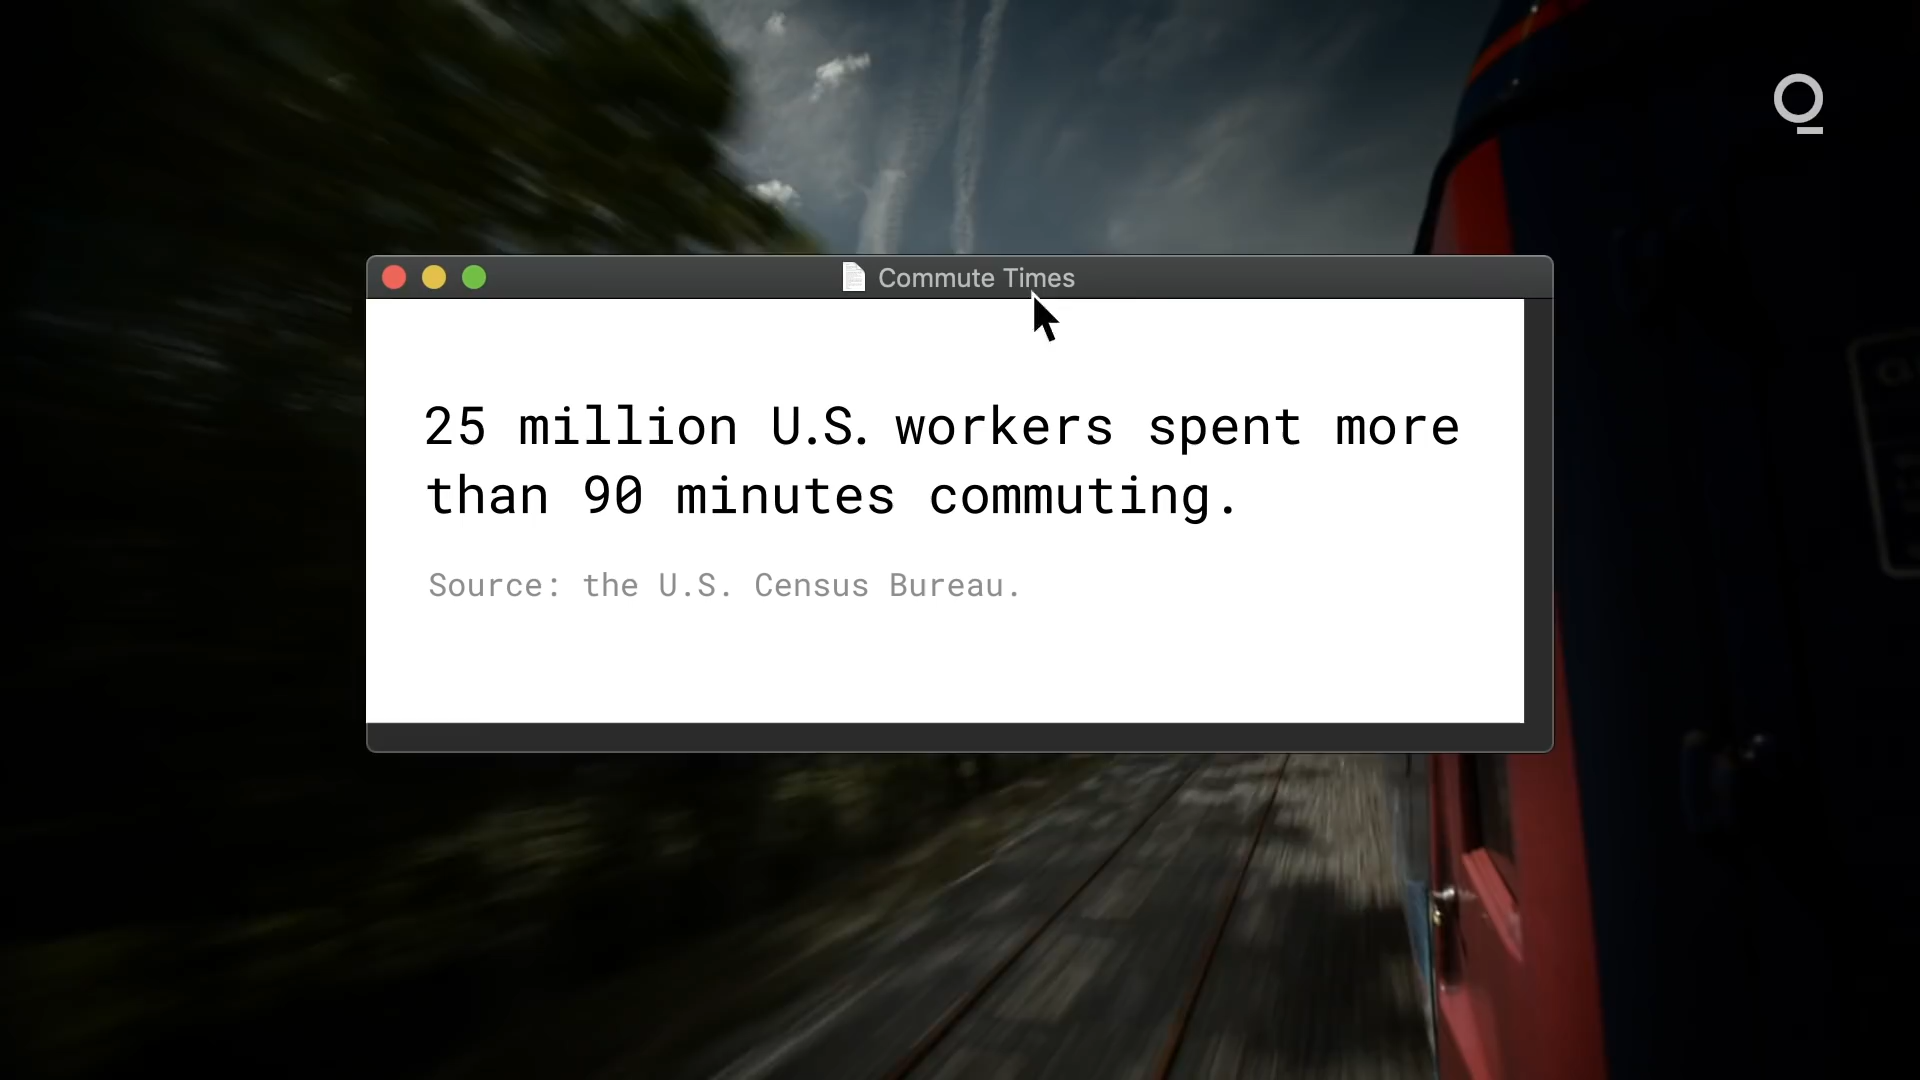 Commute Times
25 million U.S. workers spent more
than 90 minutes commuting.
Source: the U.S. Census Bureau.